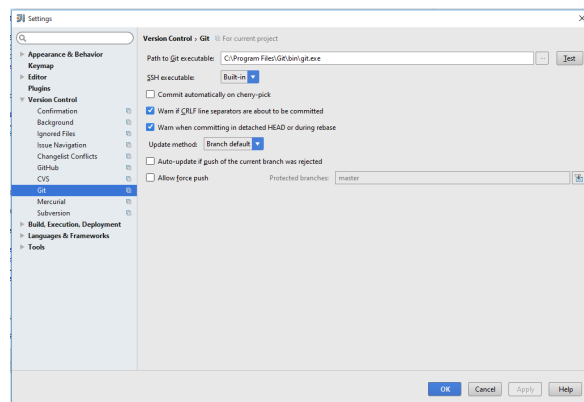 Settings
Version Control › Git For current project
Appearance & Behavior
Keymap
Editor
Plugins
Version Control
Confirmation
Background
Ignored Files
Issue Navigation
Changelist Conflicts
GitHub
CVS
Git
Mercurial
Subversion
Build, Execution, Deployment
Languages & Frameworks
Tools
Path to Git executable: C:\Program Files\Git\bin\git.exe ... Test
SSH executable: Built-in
Commit automatically on cherry-pick
Warn if CRLF line separators are about to be committed
Warn when committing in detached HEAD or during rebase
Update method: Branch default
Auto-update if push of the current branch was rejected
Allow force push Protected branches: master
OK Cancel Apply Help